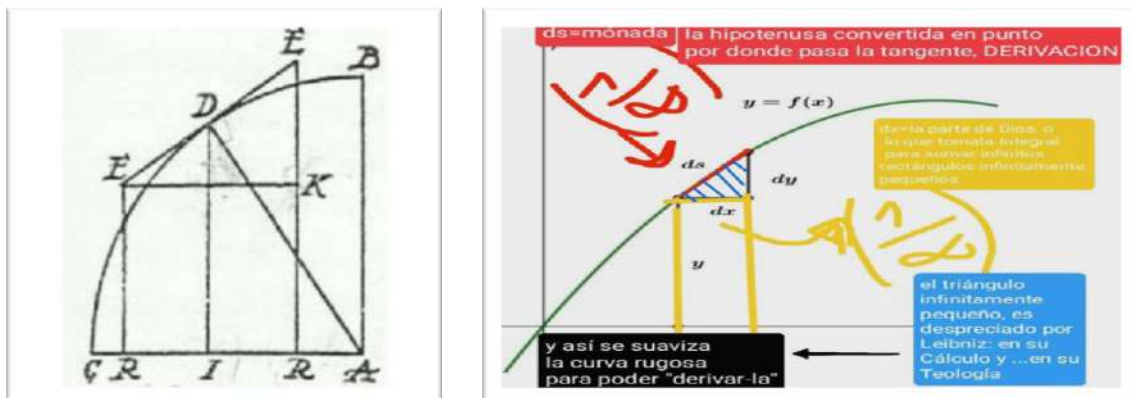 E
B
D
E
K
R
I
R
A
ds=mónada
la hipotenusa convertida en punto
por donde pasa la tangente, DERIVACION
1/∞
y = f(x)
dx=la parte de Dios, o
lo que tomala Integral
para sumar infinitos
rectángulos infinitamente
pequeños
ds
dy
dx
1/∞
y
el triángulo
infinitamente
pequeño, es
despreciado por
Leibniz: en su
Cálculo y ...en su
Teología
y así se suaviza
la curva rugosa
para poder "derivar-la"